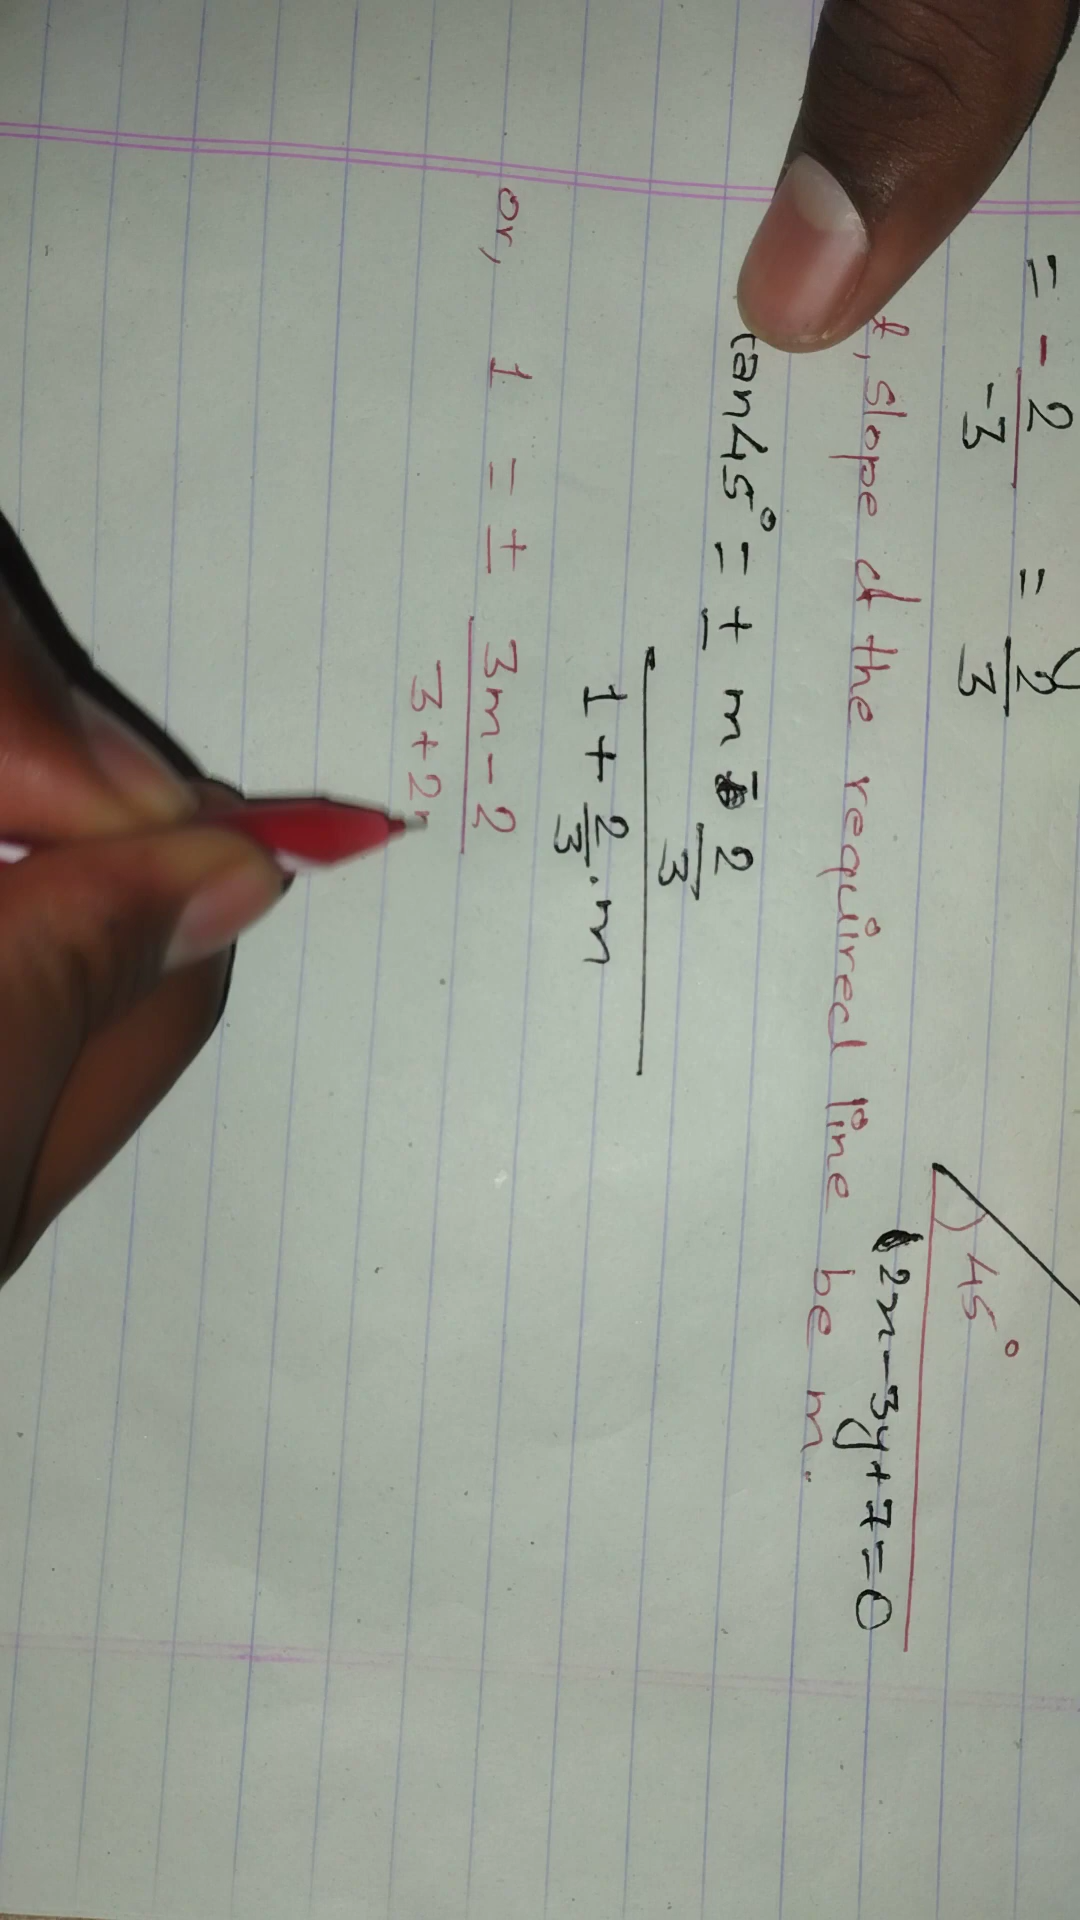 = - 2/-3 = 2/3
45°
2x-3y+7=0
, slope of the required line be m.
tan45° = ± m - 2/3
1 + 2/3 . m
or, 1 = ± 3m - 2
3 + 2